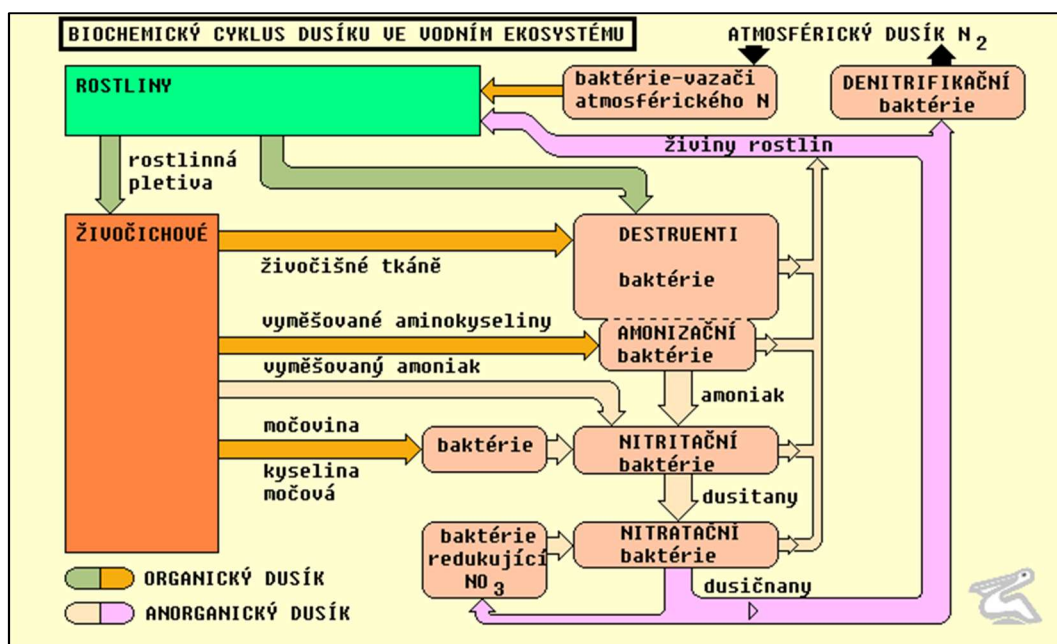 BIOCHEMICKÝ CYKLUS DUSÍKU VE VODNÍM EKOSYSTÉMU
ATMOSFÉRICKÝ DUSÍK N2
ROSTLINY
baktérie-vazači
atmosférického N
DENITRIFIKAČNÍ
baktérie
živiny rostlin
rostlinná
pletiva
ŽIVOČICHOVÉ
DESTRUENTI
baktérie
živočišné tkáně
vyměšované aminokyseliny
AMONIZAČNÍ
baktérie
vyměšovaný amoniak
amoniak
močovina
baktérie
NITRITAČNÍ
baktérie
kyselina
močová
dusitany
baktérie
redukující
NO3
NITRATAČNÍ
baktérie
dusičnany
ORGANICKÝ DUSÍK
ANORGANICKÝ DUSÍK